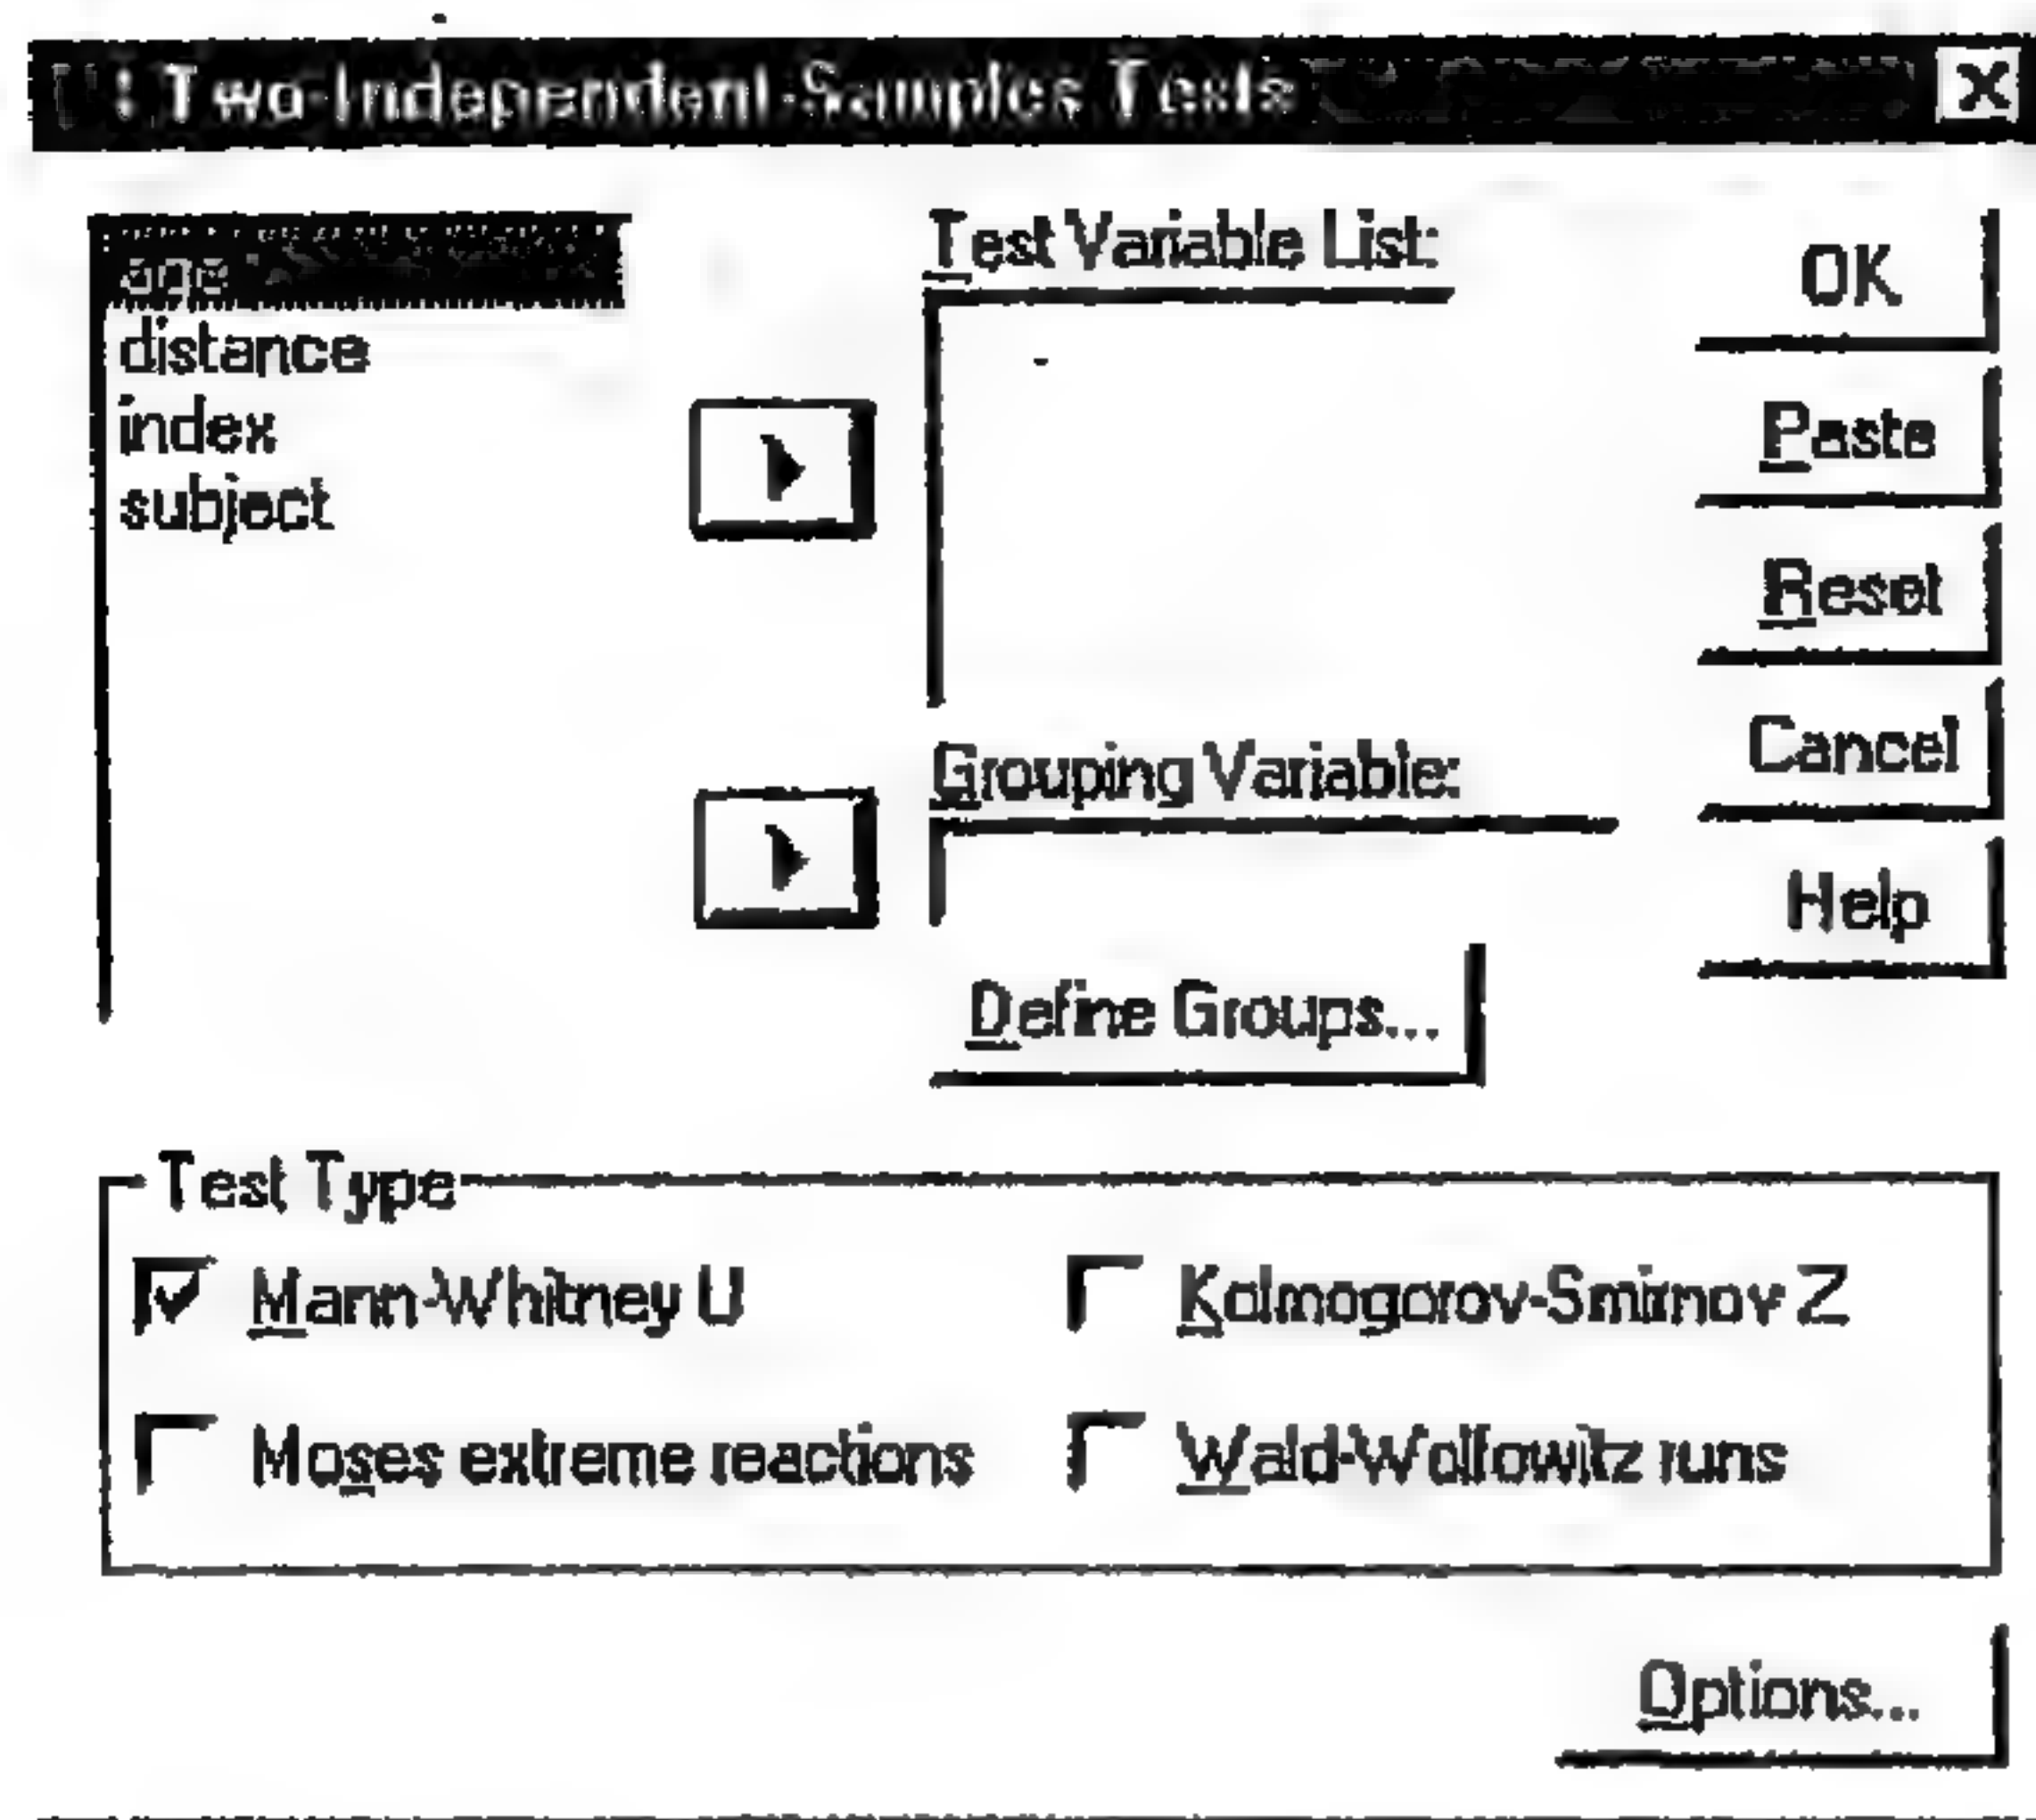 Two-Independent-Samples Tests
age
distance
index
subject
Test Variable List:
Grouping Variable:
Define Groups...
OK
Paste
Reset
Cancel
Help
Test Type
Mann-Whitney U
Kolmogorov-Smirnov Z
Moses extreme reactions
Wald-Wolfowitz runs
Options...